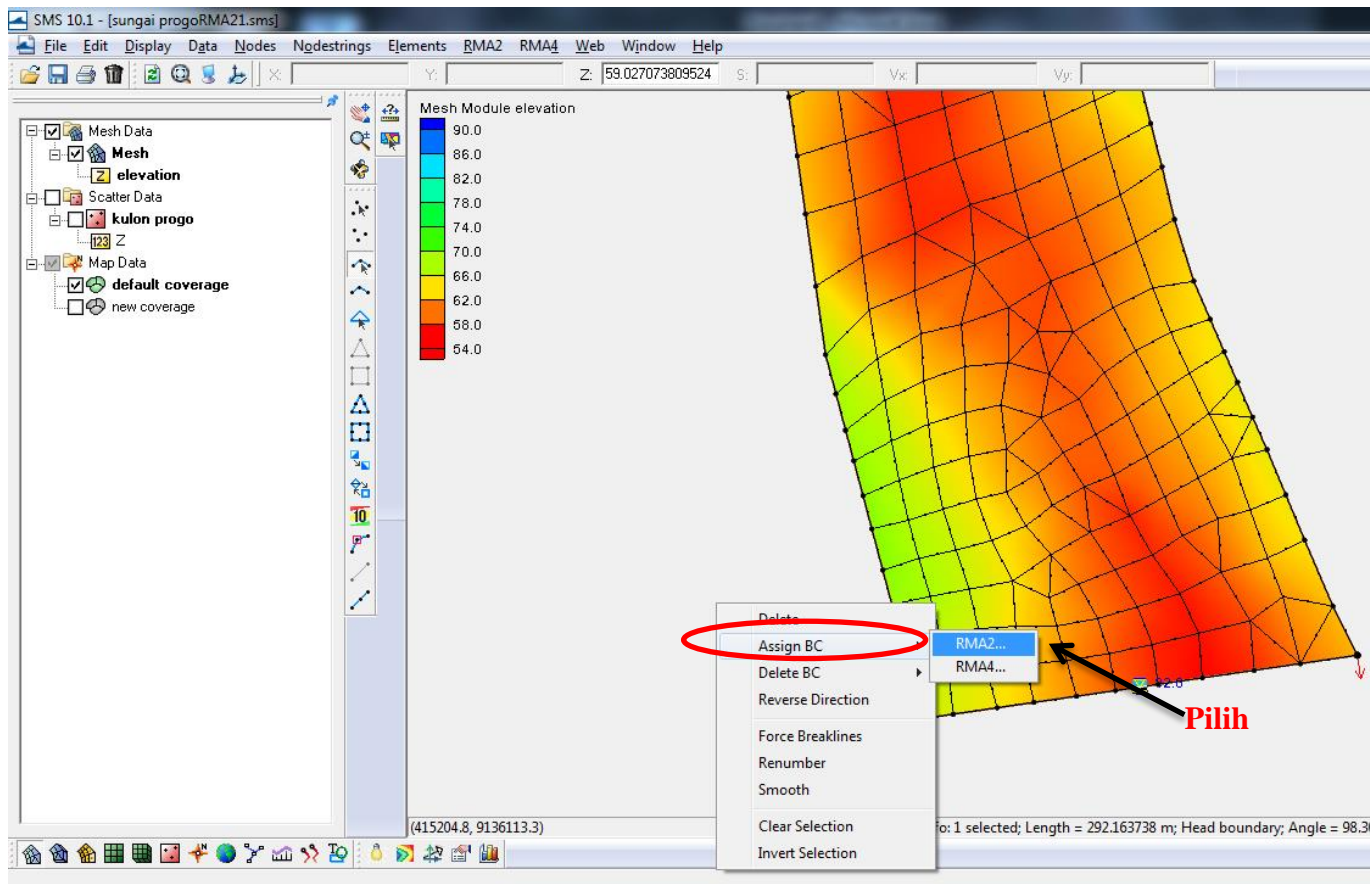 SMS 10.1 - [sungai progoRMA21.sms]
File Edit Display Data Nodes Nodestrings Elements RMA2 RMA4 Web Window Help
X: Y: Z: 59.027073809524 S: Vx: Vy:
Mesh Data
Mesh
Z elevation
Scatter Data
kulon progo
123 Z
Map Data
default coverage
new coverage
10
Mesh Module elevation
90.0
86.0
82.0
78.0
74.0
70.0
66.0
62.0
58.0
54.0
Delete
Assign BC
Delete BC
Reverse Direction
Force Breaklines
Renumber
Smooth
Clear Selection
Invert Selection
RMA2...
RMA4...
Pilih
(415204.8, 9136113.3)
fo: 1 selected; Length = 292.163738 m; Head boundary; Angle = 98.3